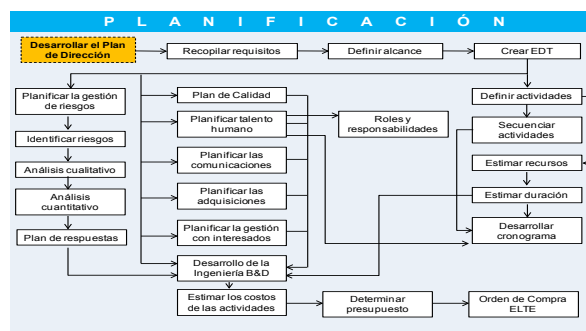 PLANIFICACIÓN
Desarrollar el Plan
de Dirección
Recopilar requisitos
Definir alcance
Crear EDT
Planificar la gestión
de riesgos
Identificar riesgos
Análisis cualitativo
Análisis
cuantitativo
Plan de respuestas
Plan de Calidad
Planificar talento
humano
Planificar las
comunicaciones
Planificar las
adquisiciones
Planificar la gestión
con interesados
Desarrollo de la
Ingeniería B&D
Estimar los costos
de las actividades
Roles y
responsabilidades
Determinar
presupuesto
Definir actividades
Secuenciar
actividades
Estimar recursos
Estimar duración
Desarrollar
cronograma
Orden de Compra
ELTE